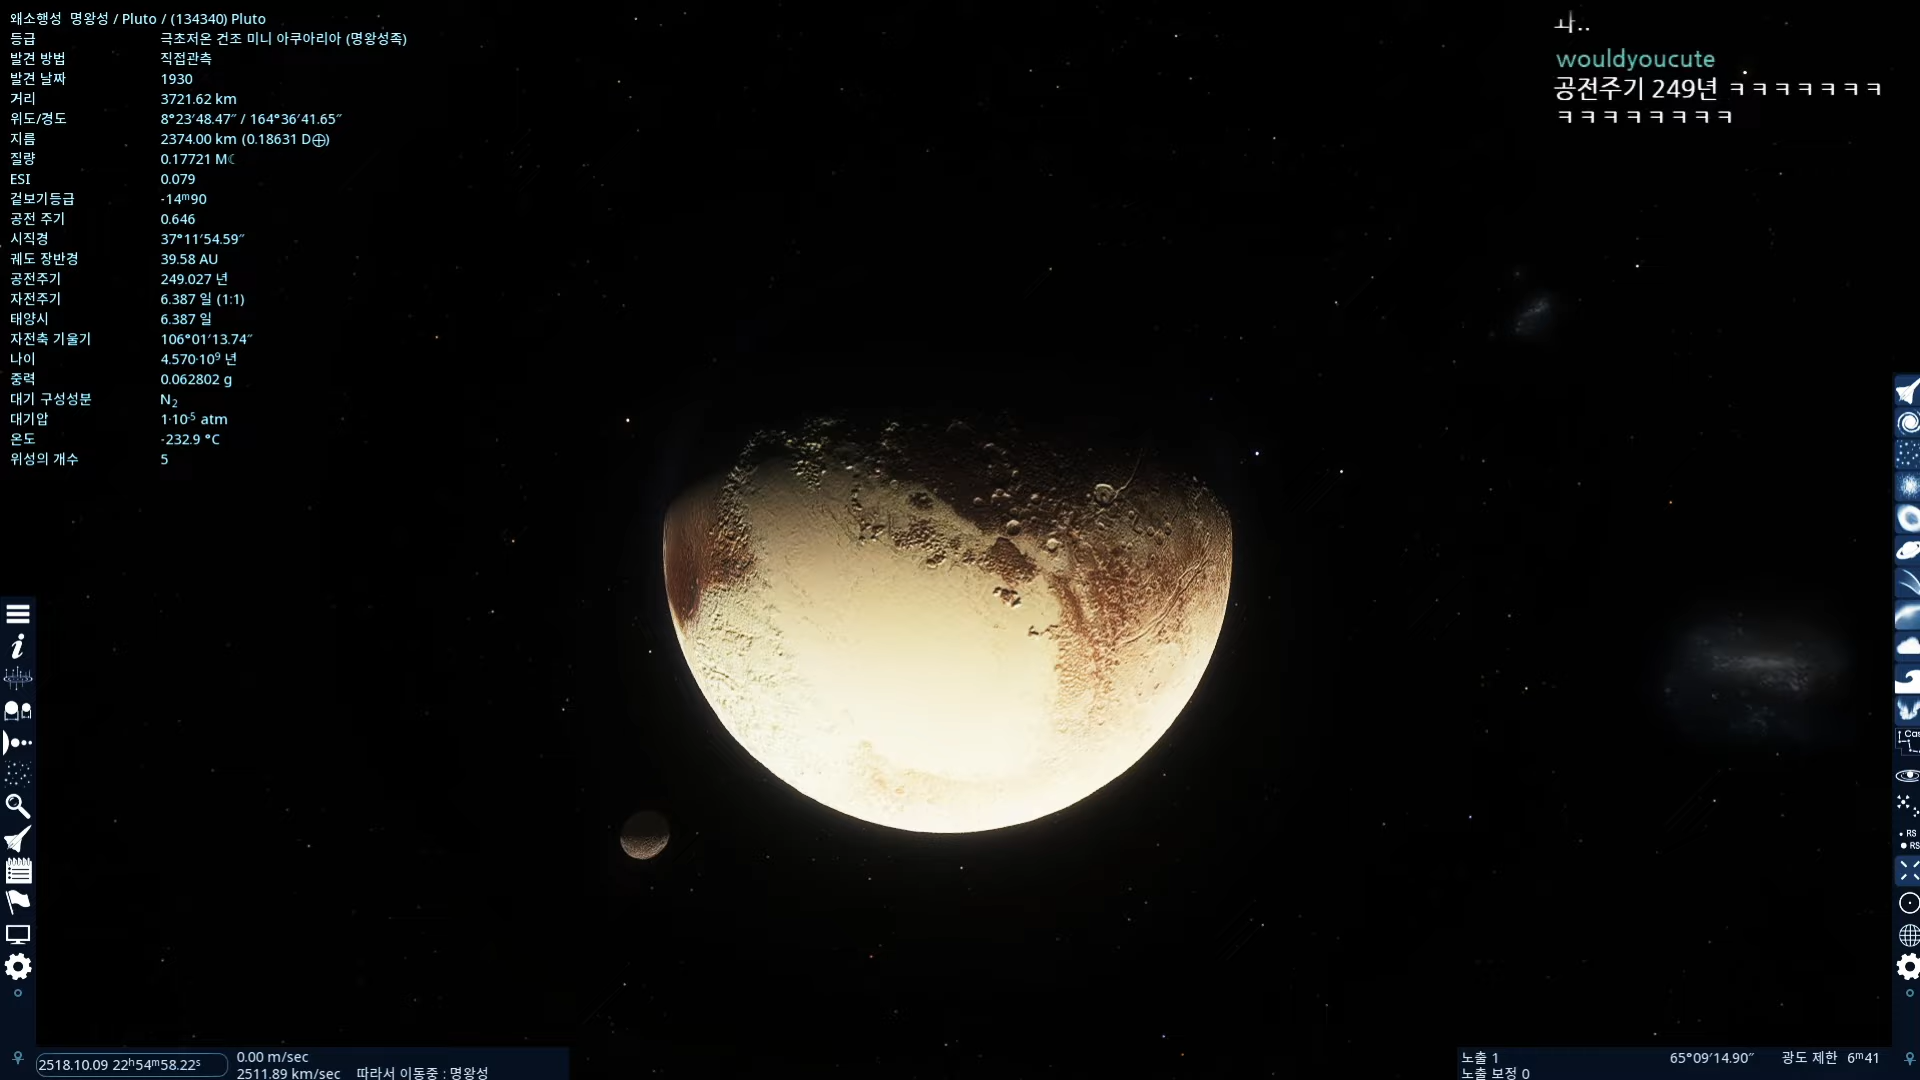 왜소행성 명왕성 / Pluto / (134340) Pluto
등급 극초저온 건조 미니 아쿠아리아 (명왕성족)
발견 방법 직접관측
발견 날짜 1930
거리 3721.62 km
위도/경도 8°23′48.47″ / 164°36′41.65″
지름 2374.00 km (0.18631 D⊕)
질량 0.17721 M☾
ESI 0.079
겉보기등급 -14ᵐ90
공전 주기 0.646
시직경 37°11′54.59″
궤도 장반경 39.58 AU
공전주기 249.027 년
자전주기 6.387 일 (1:1)
태양시 6.387 일
자전축 기울기 106°01′13.74″
나이 4.570·10⁹ 년
중력 0.062802 g
대기 구성성분 N₂
대기압 1·10⁻⁵ atm
온도 -232.9 °C
위성의 개수 5
wouldyoucute
공전주기 249년 ㅋㅋㅋㅋㅋㅋㅋ
ㅋㅋㅋㅋㅋㅋㅋㅋ
RS
2518.10.09 22ʰ54ᵐ58.22ˢ
0.00 m/sec
2511.89 km/sec 따라서 이동중 : 명왕성
노출 1
노출 보정 0
65°09′14.90″ 광도 제한 6ᵐ41